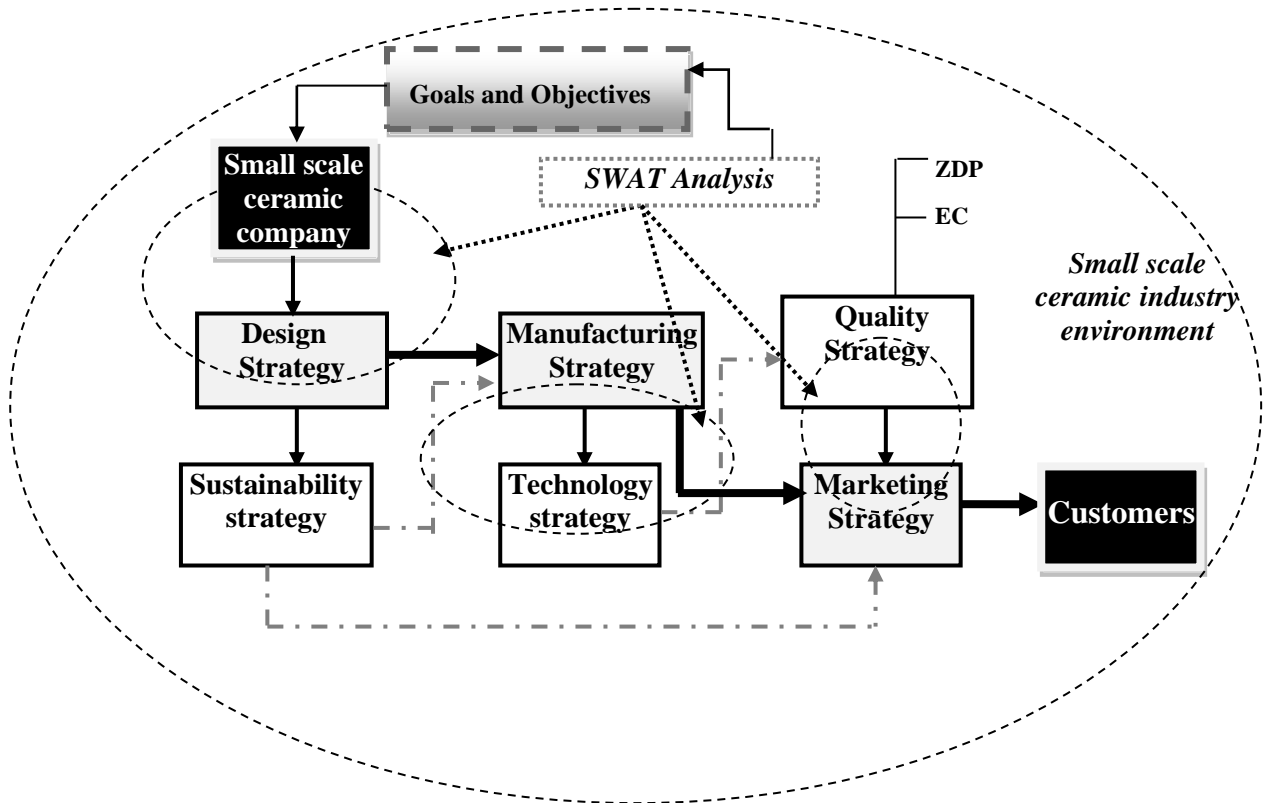 Goals and Objectives
Small scale
ceramic
company
SWAT Analysis
ZDP
EC
Small scale
ceramic industry
environment
Design
Strategy
Manufacturing
Strategy
Quality
Strategy
Sustainability
strategy
Technology
strategy
Marketing
Strategy
Customers